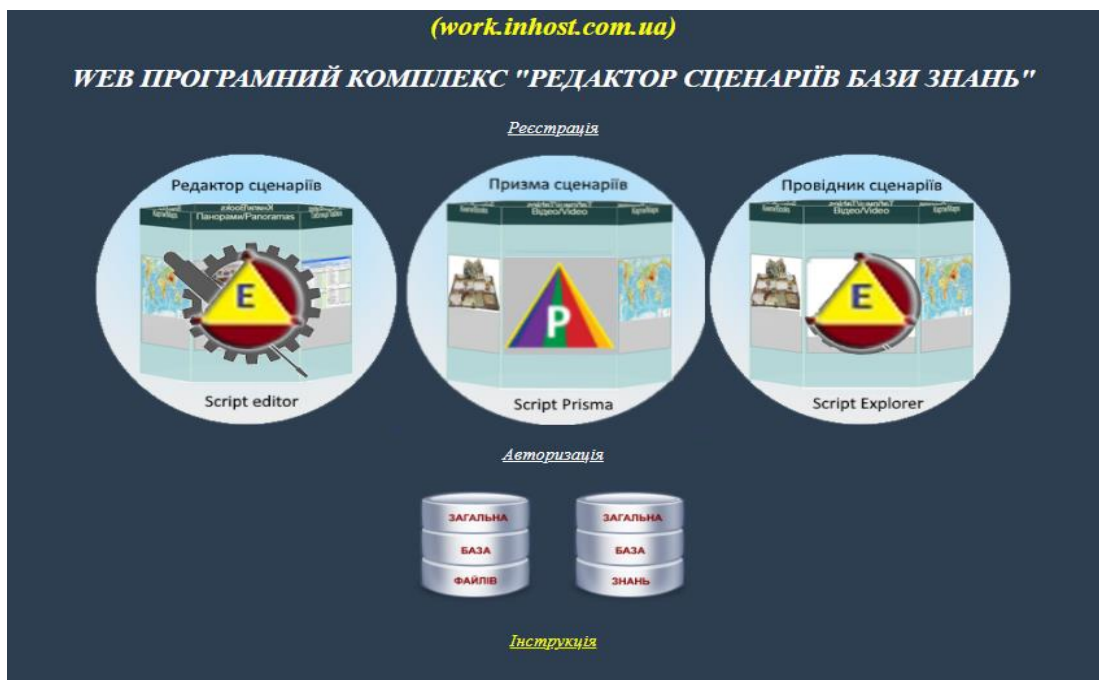 (work.inhost.com.ua)
WEB ПРОГРАМНИЙ КОМПЛЕКС "РЕДАКТОР СЦЕНАРІЇВ БАЗИ ЗНАНЬ"
Реєстрація
Редактор сценаріїв
Панорами/Panoramas
E
Script editor
Призма сценаріїв
Відео/Video
P
Script Prisma
Провідник сценаріїв
Відео/Video
E
Script Explorer
Авторизація
ЗАГАЛЬНА
БАЗА
ФАЙЛІВ
ЗАГАЛЬНА
БАЗА
ЗНАНЬ
Інструкція